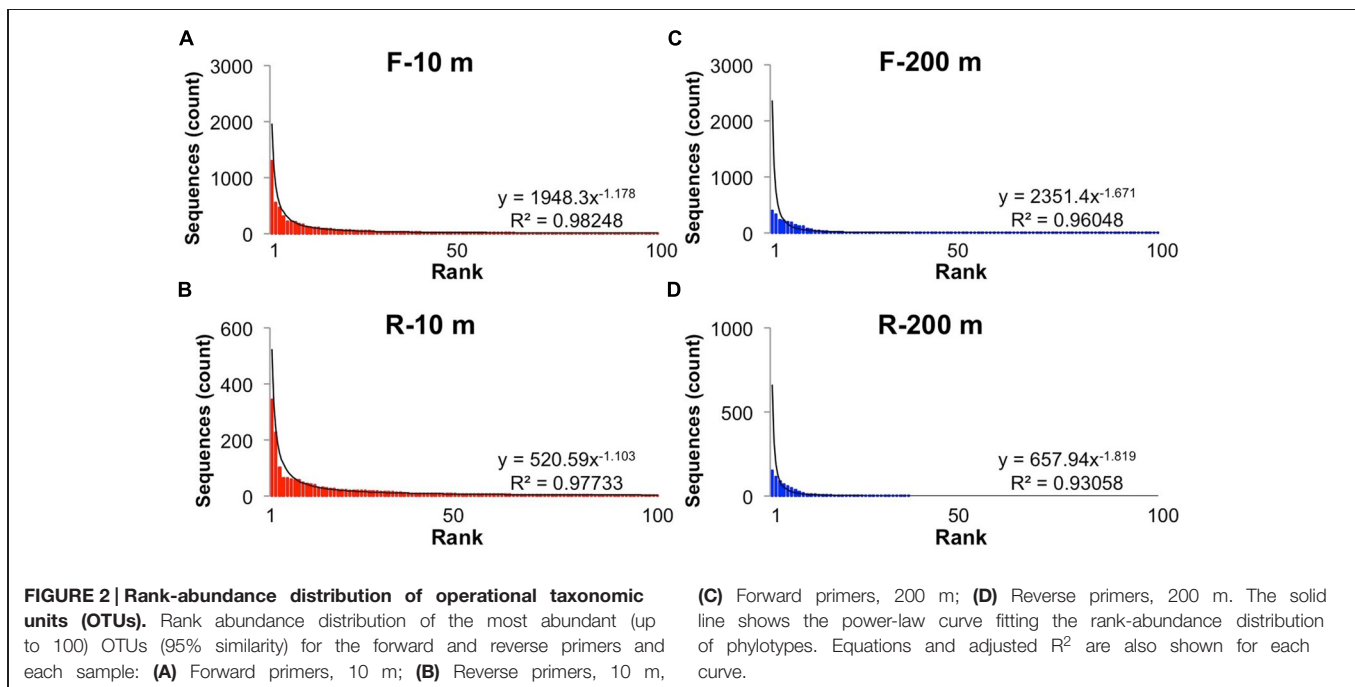 A
F-10 m
3000
2000
1000
0
Sequences (count)
y = 1948.3x^-1.178
R² = 0.98248
1 50 100
Rank
B
R-10 m
600
400
200
0
Sequences (count)
y = 520.59x^-1.103
R² = 0.97733
1 50 100
Rank
C
F-200 m
3000
2000
1000
0
Sequences (count)
y = 2351.4x^-1.671
R² = 0.96048
1 50 100
Rank
D
R-200 m
1000
500
0
Sequences (count)
y = 657.94x^-1.819
R² = 0.93058
1 50 100
Rank
FIGURE 2 | Rank-abundance distribution of operational taxonomic
units (OTUs). Rank abundance distribution of the most abundant (up
to 100) OTUs (95% similarity) for the forward and reverse primers and
each sample: (A) Forward primers, 10 m; (B) Reverse primers, 10 m,
(C) Forward primers, 200 m; (D) Reverse primers, 200 m. The solid
line shows the power-law curve fitting the rank-abundance distribution
of phylotypes. Equations and adjusted R² are also shown for each
curve.